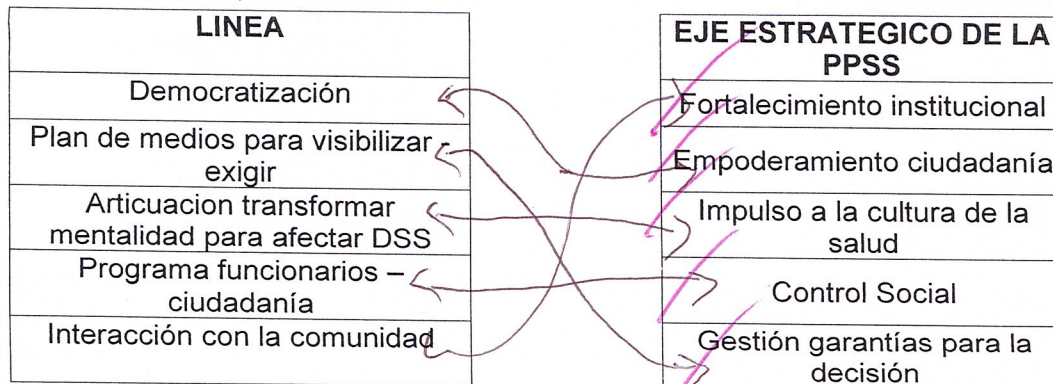 LINEA
Democratización
Plan de medios para visibilizar -
exigir
Articuacion transformar
mentalidad para afectar DSS
Programa funcionarios –
ciudadanía
Interacción con la comunidad
EJE ESTRATEGICO DE LA
PPSS
Fortalecimiento institucional
Empoderamiento ciudadanía
Impulso a la cultura de la
salud
Control Social
Gestión garantías para la
decisión